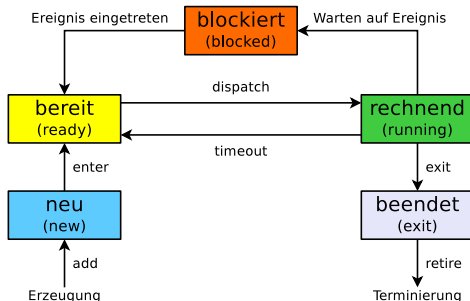 Ereignis eingetreten
blockiert
(blocked)
Warten auf Ereignis
bereit
(ready)
dispatch
rechnend
(running)
timeout
enter
exit
neu
(new)
beendet
(exit)
add
retire
Erzeugung
Terminierung